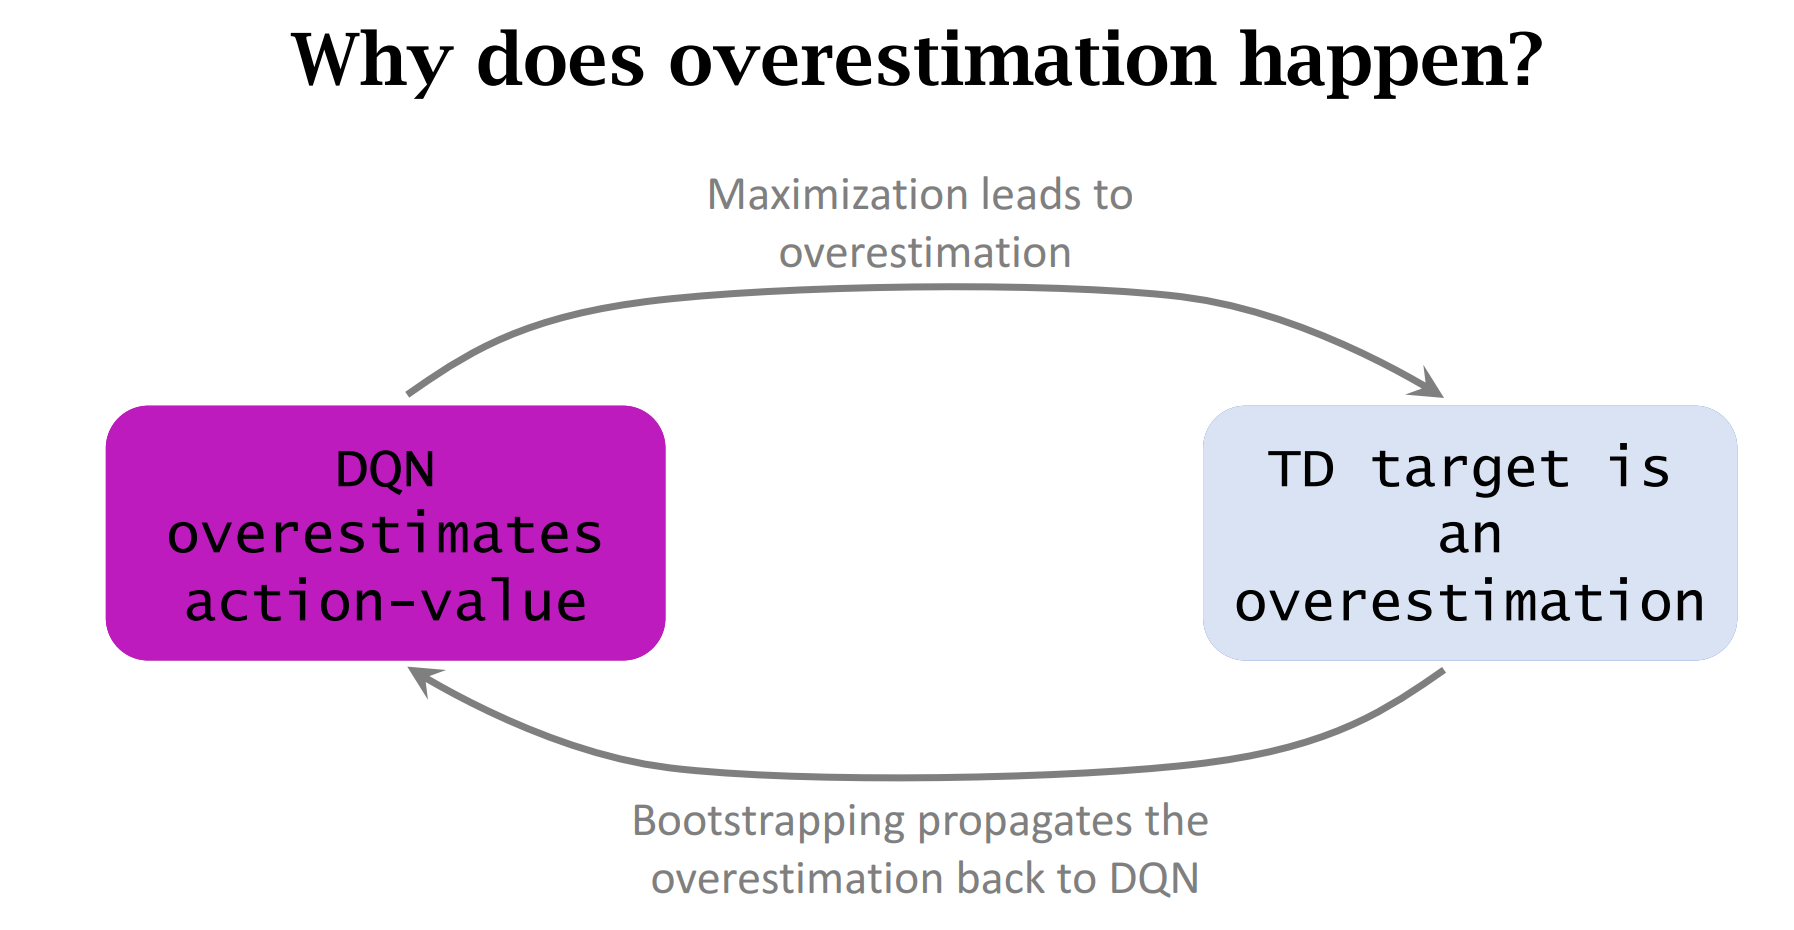 Why does overestimation happen?
Maximization leads to
overestimation
DQN
overestimates
action-value
TD target is
an
overestimation
Bootstrapping propagates the
overestimation back to DQN